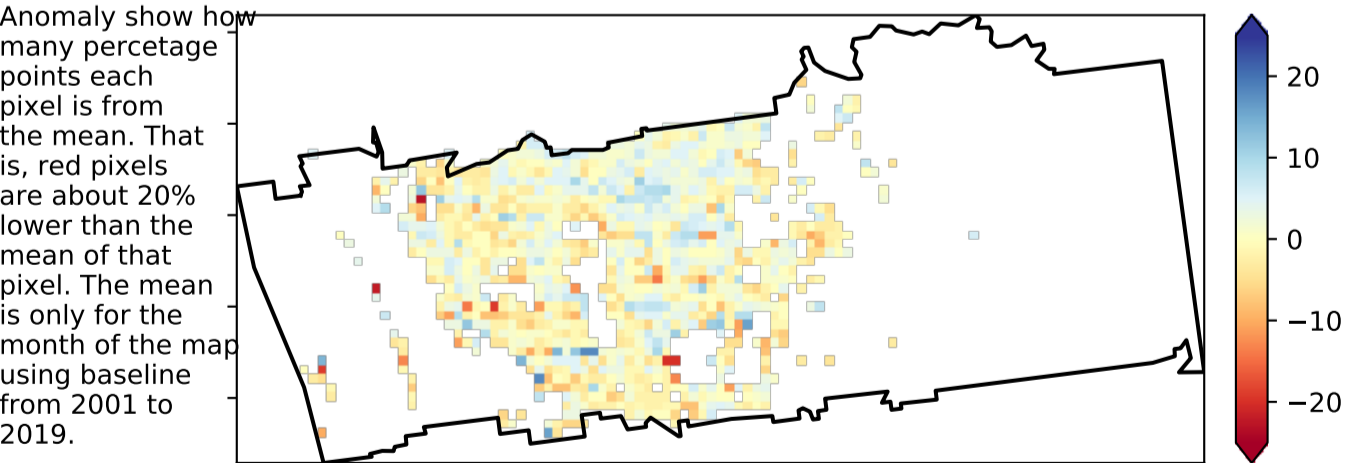 Anomaly show how
many percetage
points each
pixel is from
the mean. That
is, red pixels
are about 20%
lower than the
mean of that
pixel. The mean
is only for the
month of the map
using baseline
from 2001 to
2019.
20
10
0
−10
−20